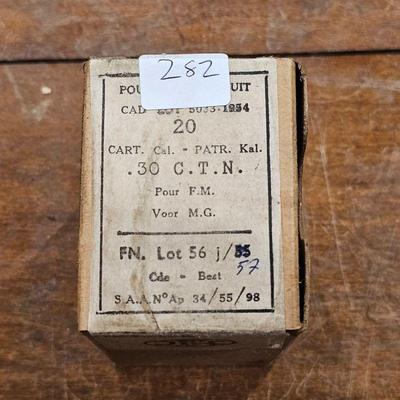 282
POU UIT
CAD 5033-1954
20
CART. Cal. - PATR. Kal.
.30 C.T.N.
Pour F.M.
Voor M.G.
FN. Lot 56 j/55
57
Cde - Best
S.A.A. N° Ap 34/55/98